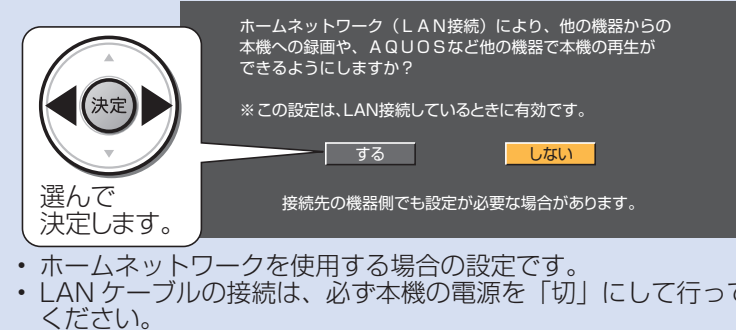 ホームネットワーク（ＬＡＮ接続）により、他の機器からの
本機への録画や、ＡＱＵＯＳなど他の機器で本機の再生が
できるようにしますか？
※この設定は、LAN接続しているときに有効です。
決定
する
しない
選んで
決定します。
接続先の機器側でも設定が必要な場合があります。
• ホームネットワークを使用する場合の設定です。
• LAN ケーブルの接続は、必ず本機の電源を「切」にして行って
ください。